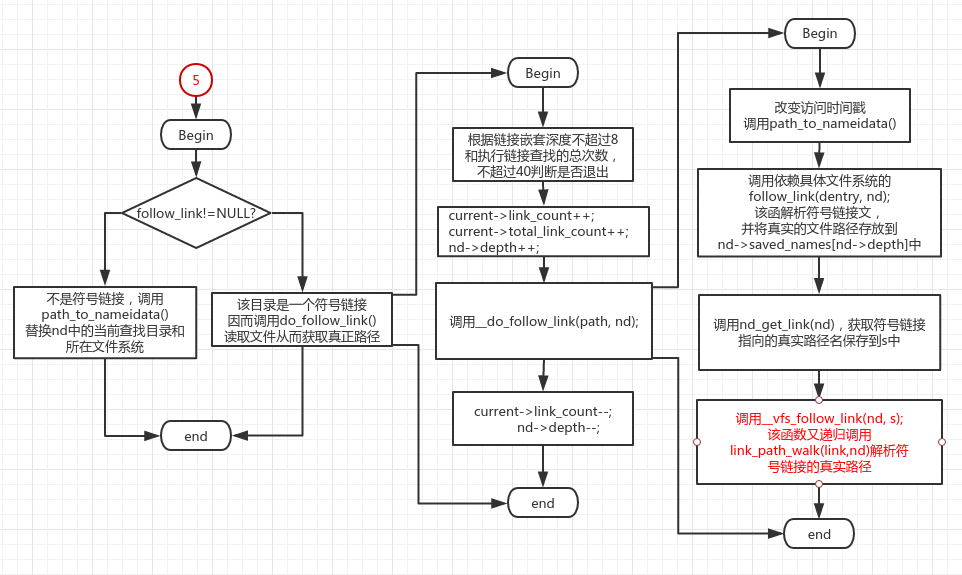 5
Begin
follow_link!=NULL?
不是符号链接，调用
path_to_nameidata()
替换nd中的当前查找目录和
所在文件系统
该目录是一个符号链接
因而调用do_follow_link()
读取文件从而获取真正路径
end
Begin
根据链接嵌套深度不超过8
和执行链接查找的总次数，
不超过40判断是否退出
current->link_count++;
current->total_link_count++;
nd->depth++;
调用__do_follow_link(path, nd);
current->link_count--;
nd->depth--;
end
Begin
改变访问时间戳
调用path_to_nameidata()
调用依赖具体文件系统的
follow_link(dentry, nd);
该函解析符号链接文，
并将真实的文件路径存放到
nd->saved_names[nd->depth]中
调用nd_get_link(nd)，获取符号链接
指向的真实路径名保存到s中
调用__vfs_follow_link(nd, s);
该函数又递归调用
link_path_walk(link,nd)解析符
号链接的真实路径
end